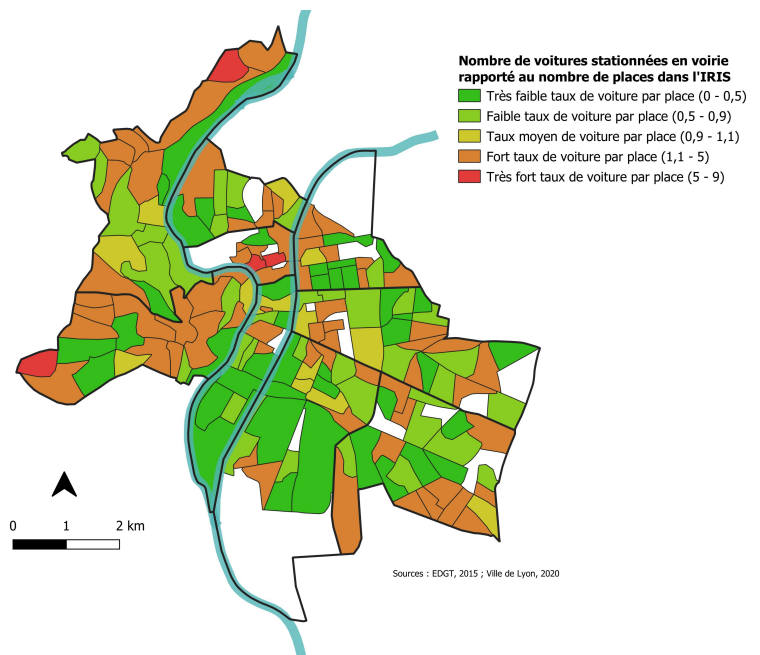 Nombre de voitures stationnées en voirie
rapporté au nombre de places dans l'IRIS
Très faible taux de voiture par place (0 - 0,5)
Faible taux de voiture par place (0,5 - 0,9)
Taux moyen de voiture par place (0,9 - 1,1)
Fort taux de voiture par place (1,1 - 5)
Très fort taux de voiture par place (5 - 9)
0 1 2 km
Sources : EDGT, 2015 ; Ville de Lyon, 2020